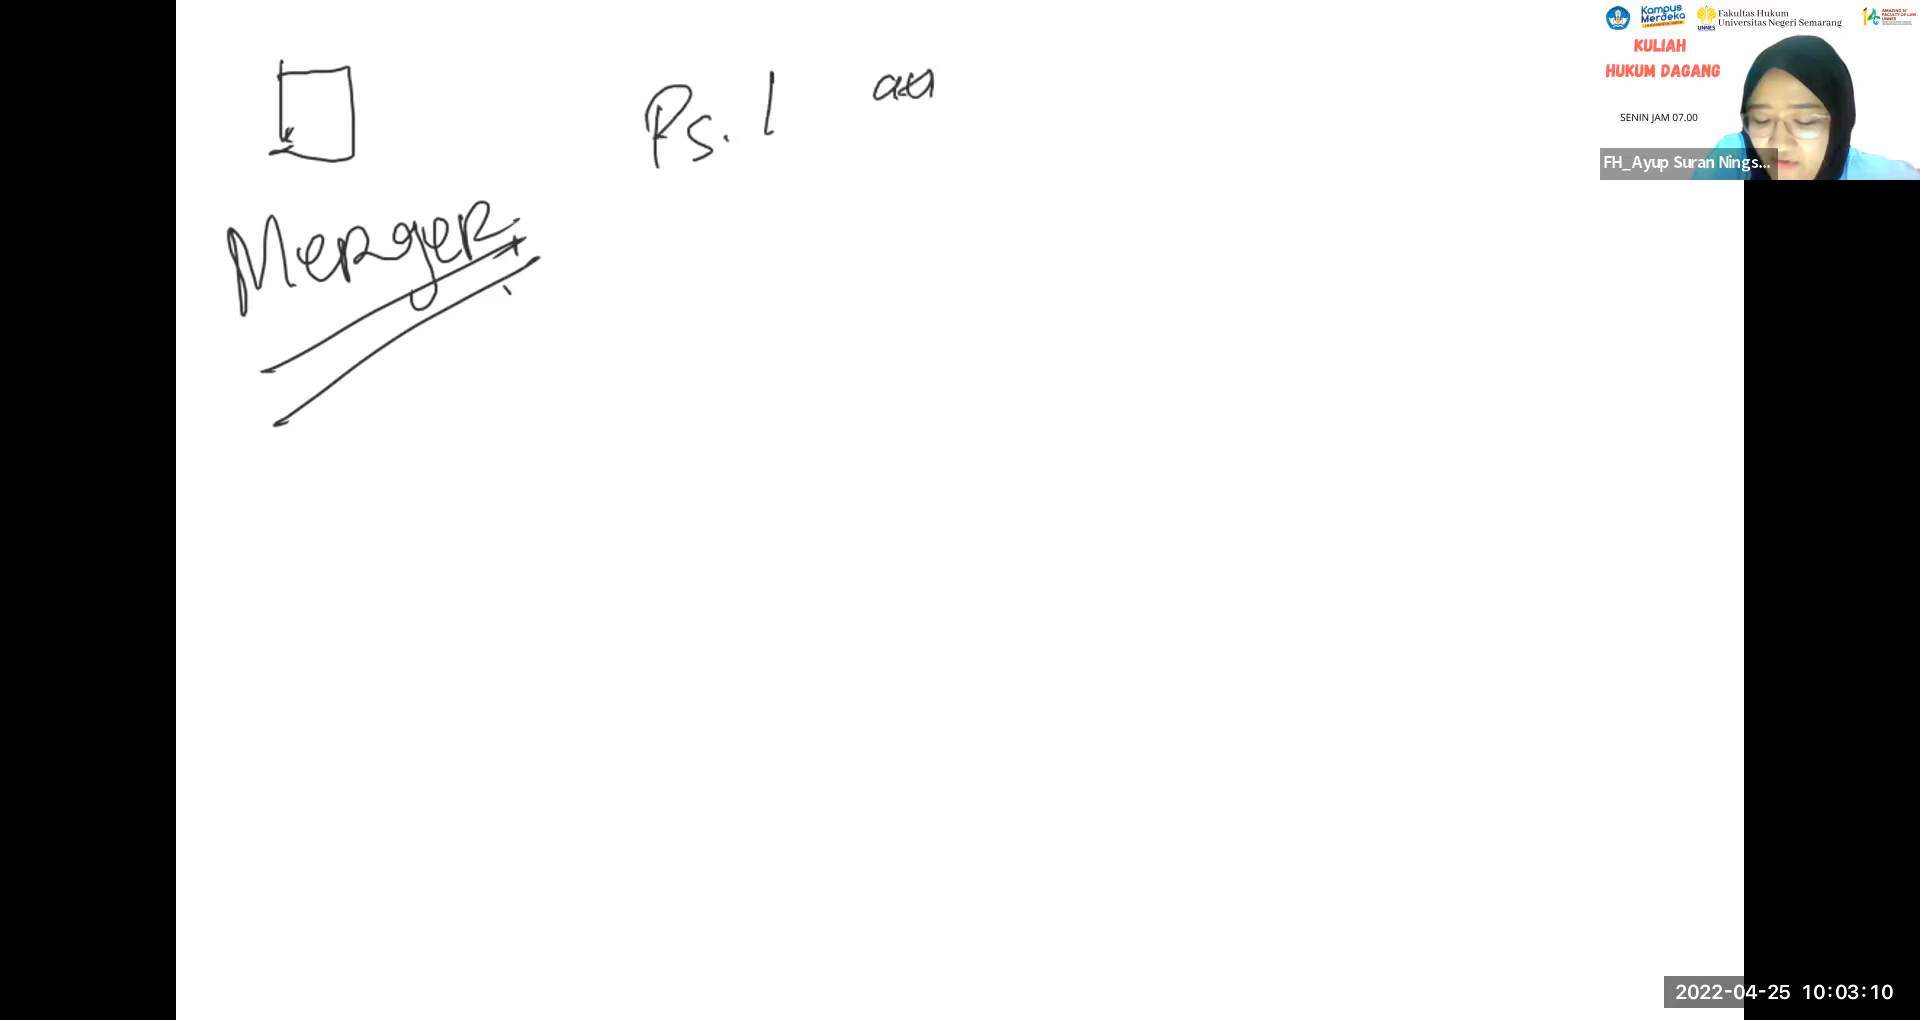 Ps. 1
Merger
Kampus
Merdeka
UNNES
Fakultas Hukum
Universitas Negeri Semarang
KULIAH
HUKUM DAGANG
SENIN JAM 07.00
FH_Ayup Suran Nings...
2022-04-25 10:03:10